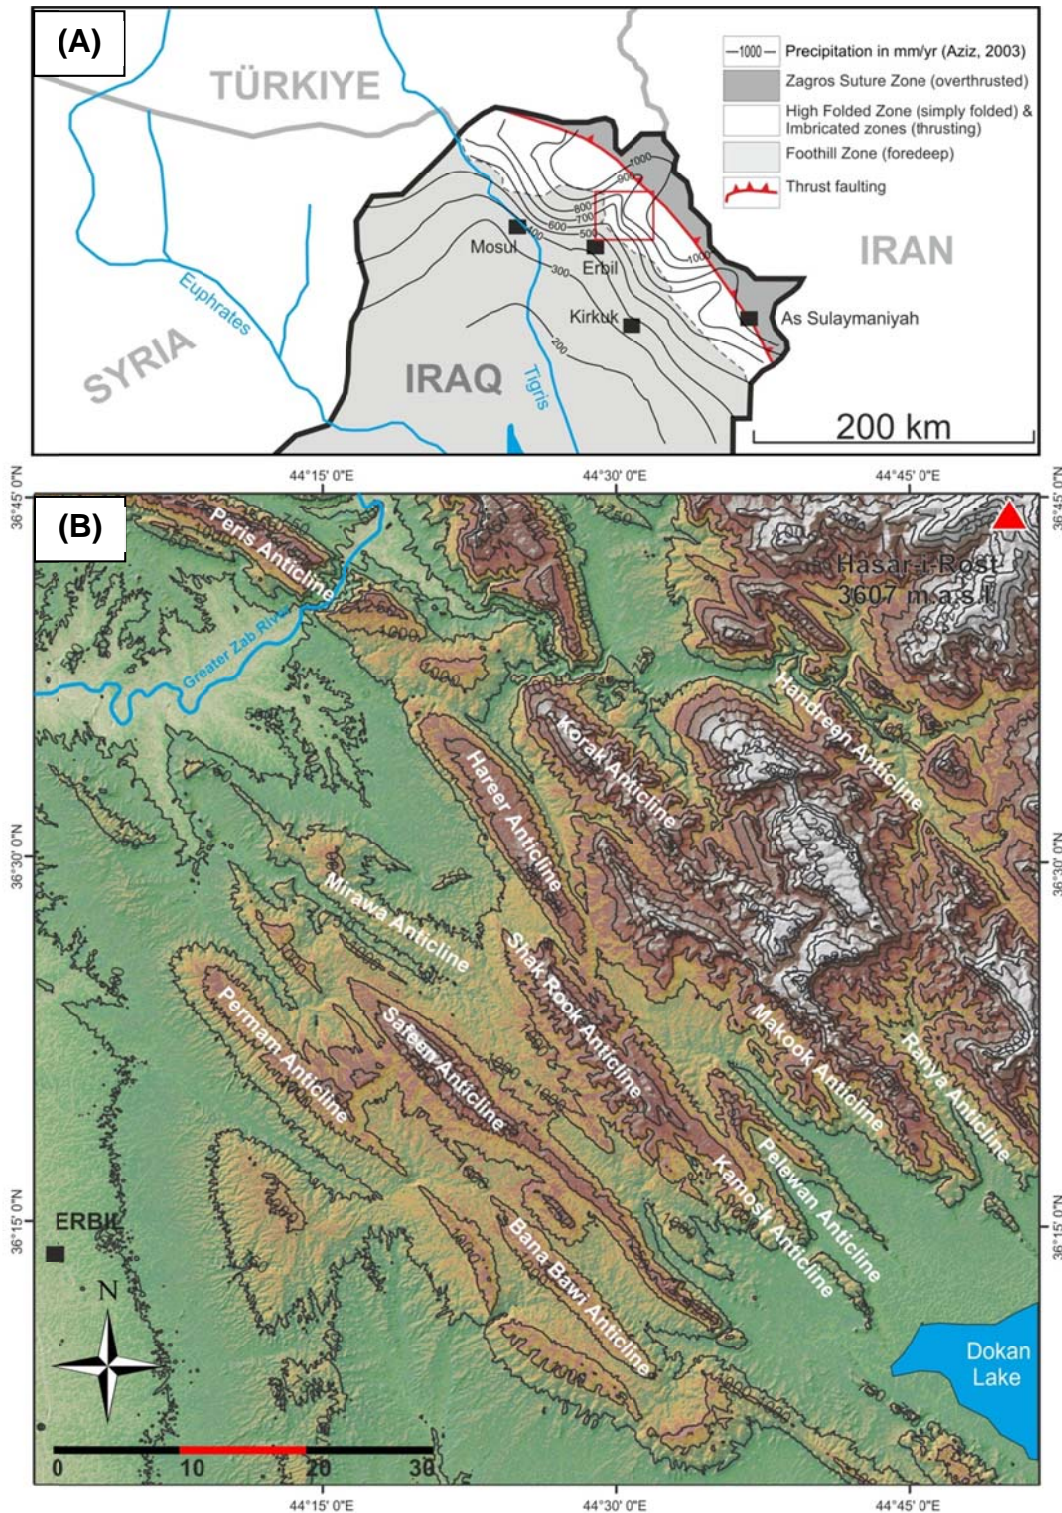 (A)
1000 Precipitation in mm/yr (Aziz, 2003)
Zagros Suture Zone (overthrusted)
High Folded Zone (simply folded) &
Imbricated zones (thrusting)
Foothill Zone (foredeep)
Thrust faulting
TÜRKIYE
SYRIA
IRAQ
IRAN
Euphrates
Tigris
Mosul
Erbil
Kirkuk
As Sulaymaniyah
1000
900
800
700
600
500
400
300
200
1000
200 km
44°15' 0"E
44°30' 0"E
44°45' 0"E
36°45' 0"N
36°45' 0"N
(B)
Peris Anticline
Greater Zab River
Hasar-i-Rost
3607 m.a.s.l.
Handreen Anticline
Korak Anticline
Hareer Anticline
36°30' 0"N
36°30' 0"N
Mirawa Anticline
Shak Rook Anticline
Permam Anticline
Safeen Anticline
Makook Anticline
Ranya Anticline
Pelewan Anticline
Kamosk Anticline
Bana Bawi Anticline
36°15' 0"N
36°15' 0"N
ERBIL
N
Dokan
Lake
0 10 20 30
44°15' 0"E
44°30' 0"E
44°45' 0"E